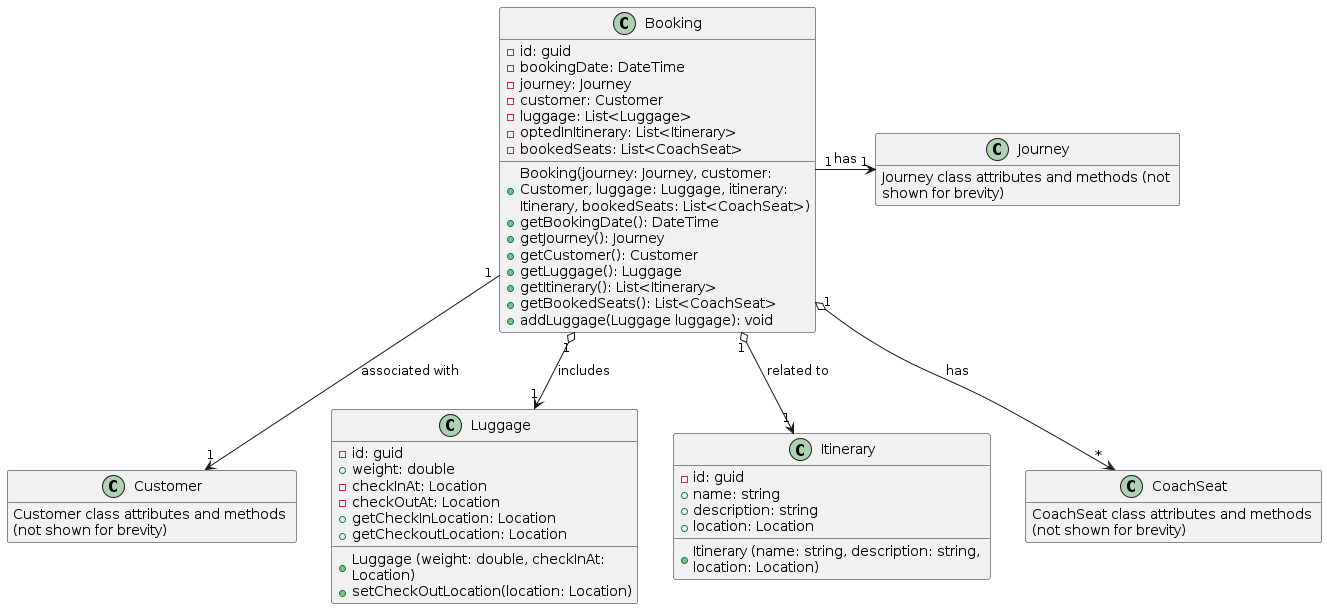 C Booking
id: guid
bookingDate: DateTime
journey: Journey
customer: Customer
luggage: List<Luggage>
optedInItinerary: List<Itinerary>
bookedSeats: List<CoachSeat>
Booking(journey: Journey, customer:
Customer, luggage: Luggage, itinerary:
Itinerary, bookedSeats: List<CoachSeat>)
getBookingDate(): DateTime
getJourney(): Journey
getCustomer(): Customer
getLuggage(): Luggage
getItinerary(): List<Itinerary>
getBookedSeats(): List<CoachSeat>
addLuggage(Luggage luggage): void
1 has 1
C Journey
Journey class attributes and methods (not
shown for brevity)
1
associated with
1
1
includes
1
1
related to
1
1
has
*
C Customer
Customer class attributes and methods
(not shown for brevity)
C Luggage
id: guid
weight: double
checkInAt: Location
checkOutAt: Location
getCheckInLocation: Location
getCheckoutLocation: Location
Luggage (weight: double, checkInAt:
Location)
setCheckOutLocation(location: Location)
C Itinerary
id: guid
name: string
description: string
location: Location
Itinerary (name: string, description: string,
location: Location)
C CoachSeat
CoachSeat class attributes and methods
(not shown for brevity)